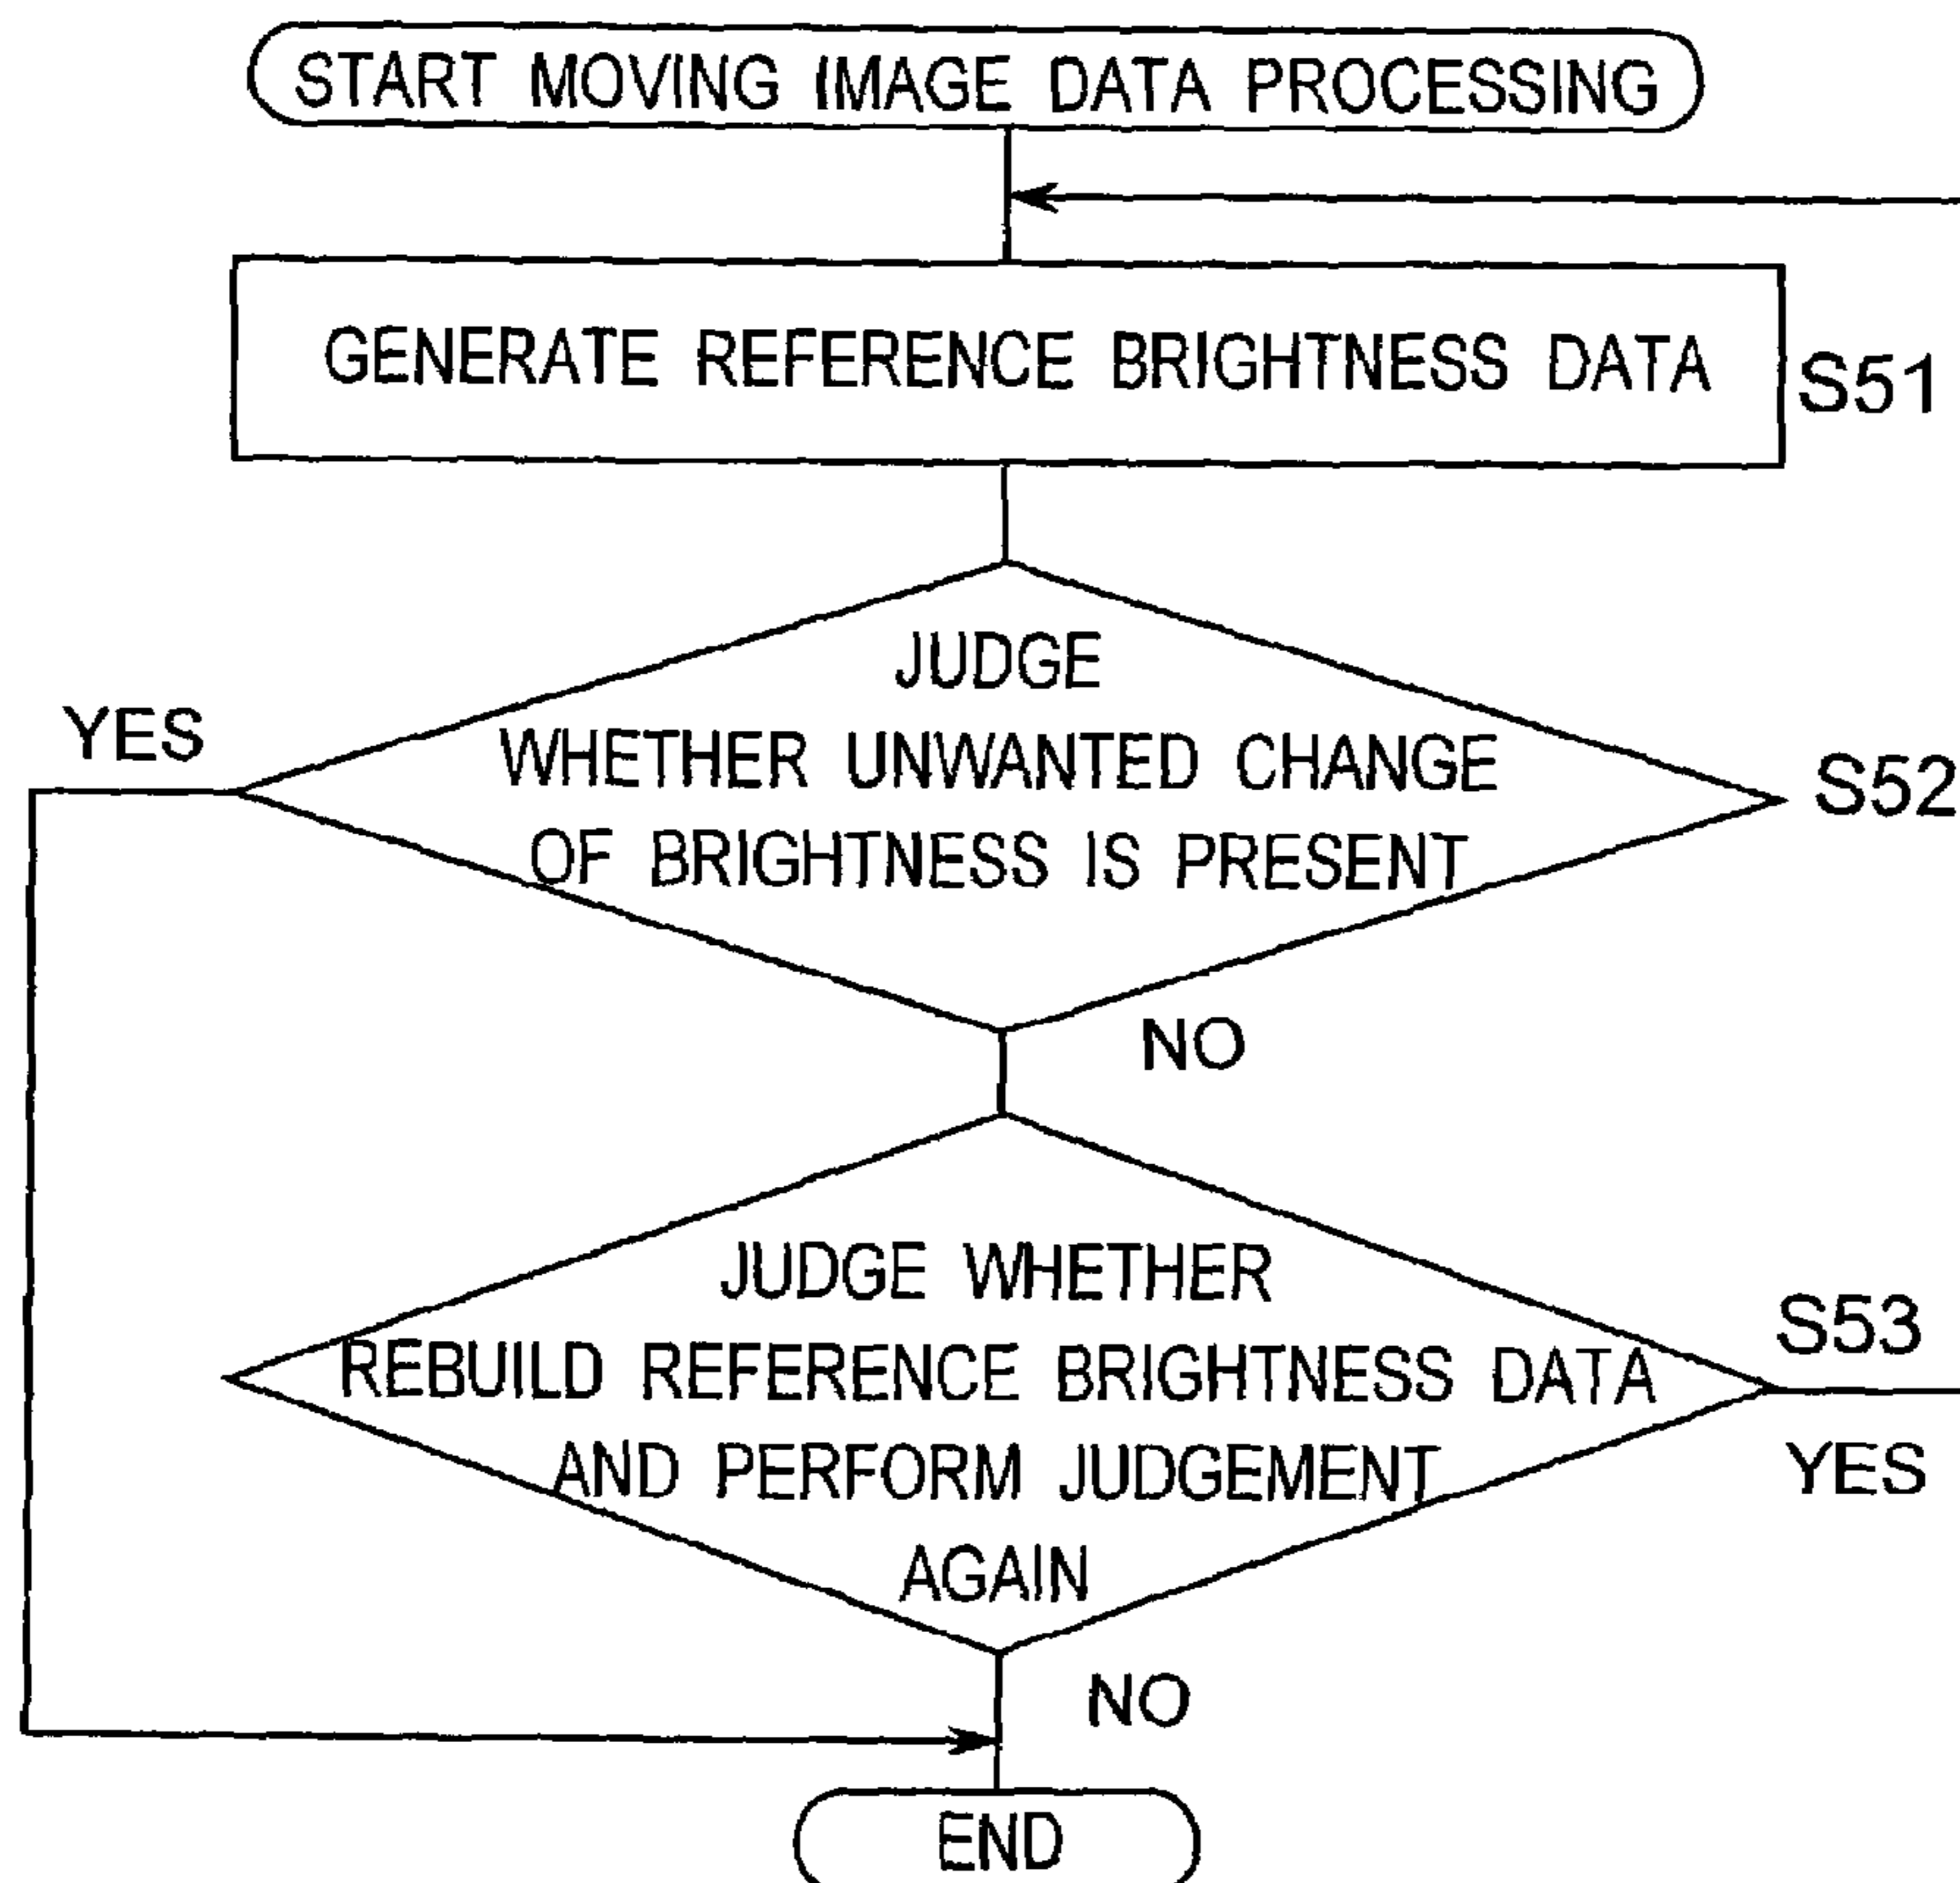 START MOVING IMAGE DATA PROCESSING
GENERATE REFERENCE BRIGHTNESS DATA
S51
JUDGE
WHETHER UNWANTED CHANGE
OF BRIGHTNESS IS PRESENT
YES
S52
NO
JUDGE WHETHER
REBUILD REFERENCE BRIGHTNESS DATA
AND PERFORM JUDGEMENT
AGAIN
S53
YES
NO
END